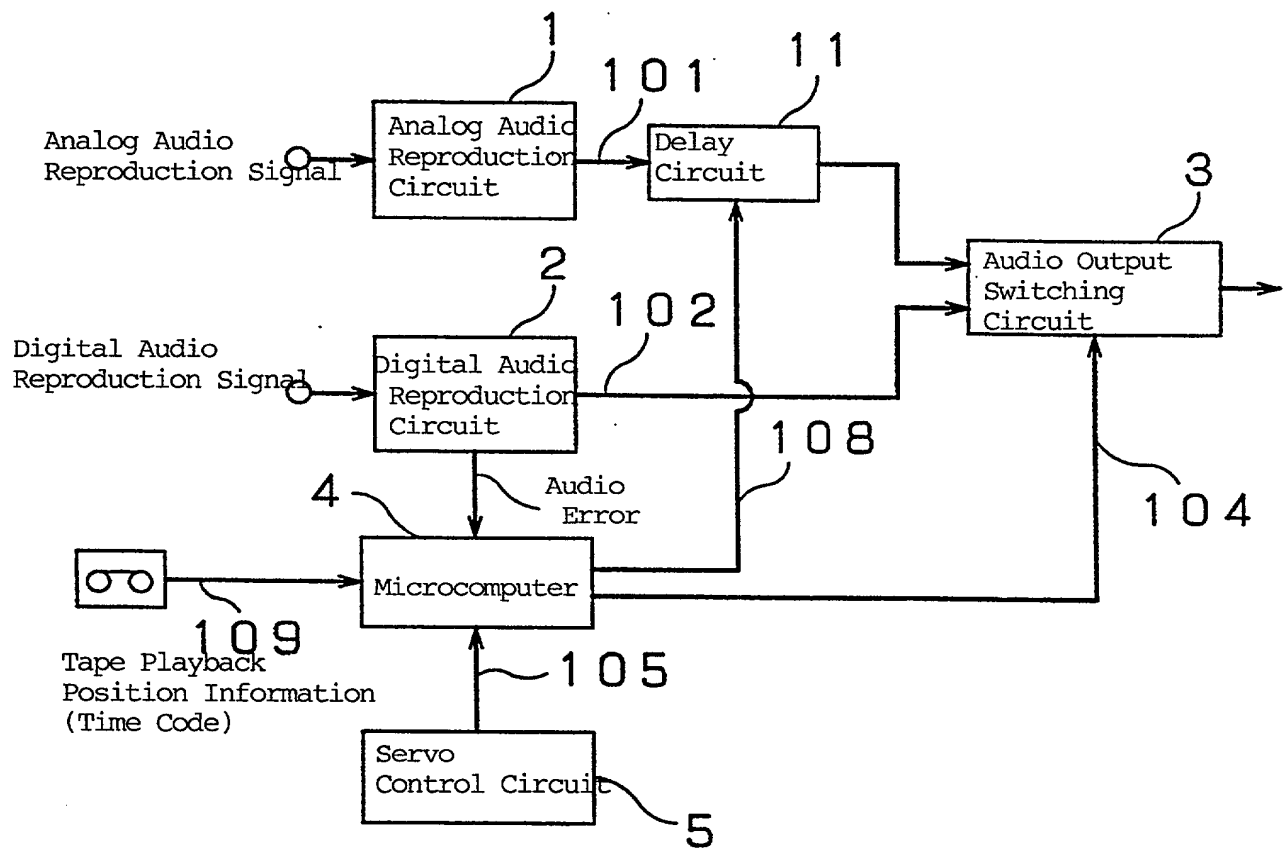 1
11
101
Analog Audio
Reproduction Signal
Analog Audio
Reproduction
Circuit
Delay
Circuit
3
Audio Output
Switching
Circuit
2
102
Digital Audio
Reproduction Signal
Digital Audio
Reproduction
Circuit
108
104
4
Audio
Error
Microcomputer
109
Tape Playback
Position Information
(Time Code)
105
Servo
Control Circuit
5